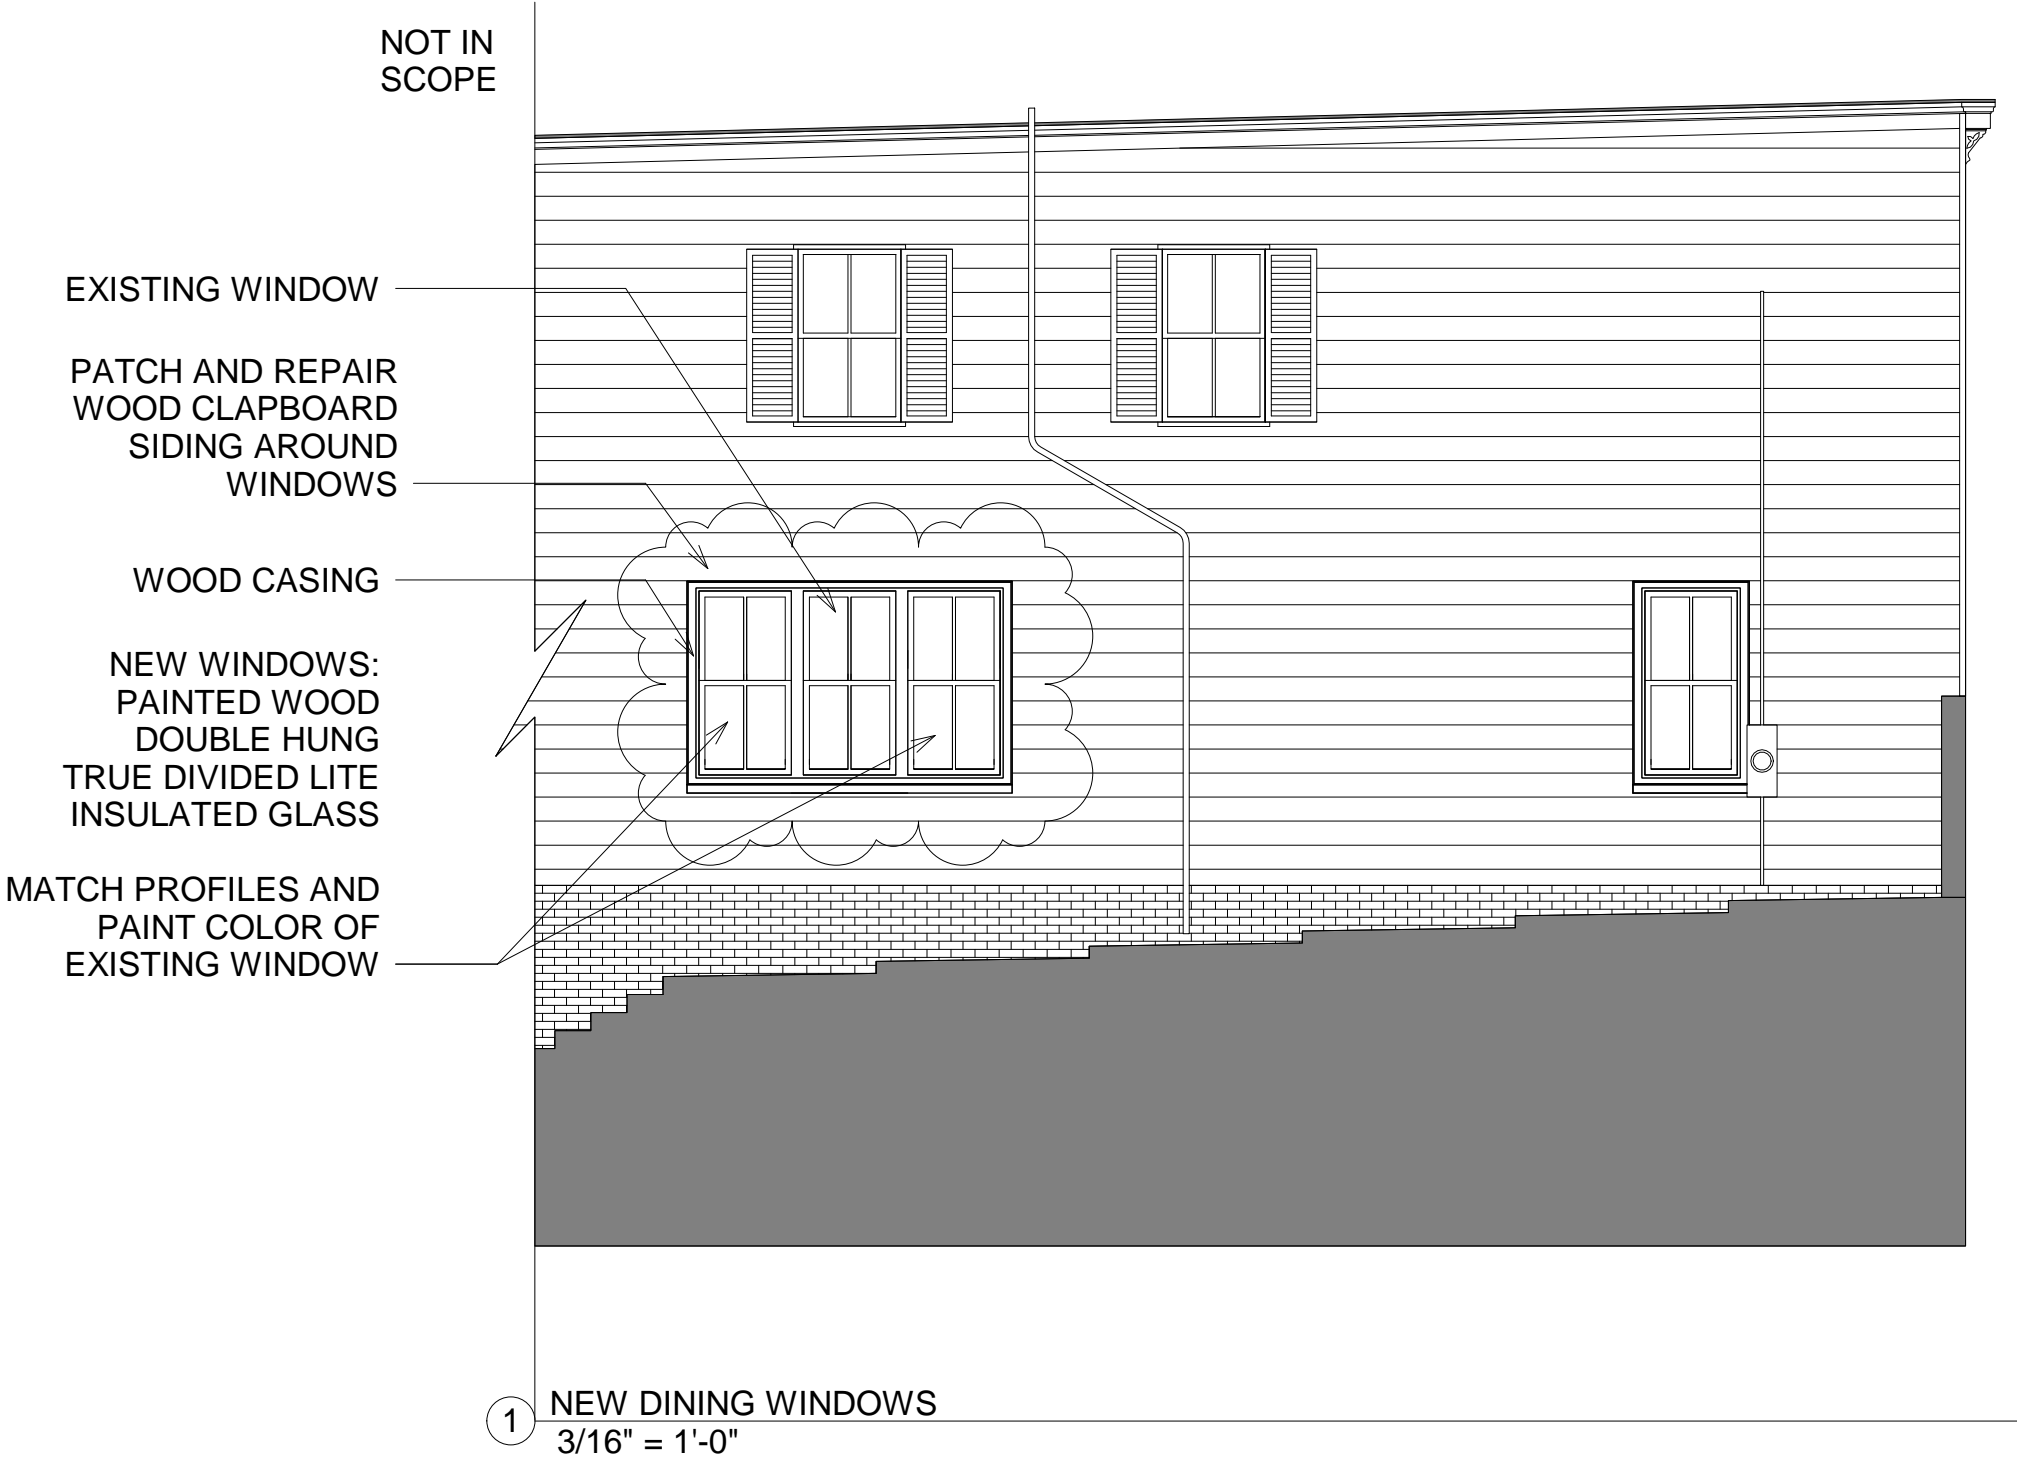 NOT IN
SCOPE
EXISTING WINDOW
PATCH AND REPAIR
WOOD CLAPBOARD
SIDING AROUND
WINDOWS
WOOD CASING
NEW WINDOWS:
PAINTED WOOD
DOUBLE HUNG
TRUE DIVIDED LITE
INSULATED GLASS
MATCH PROFILES AND
PAINT COLOR OF
EXISTING WINDOW
1 NEW DINING WINDOWS
3/16" = 1'-0"